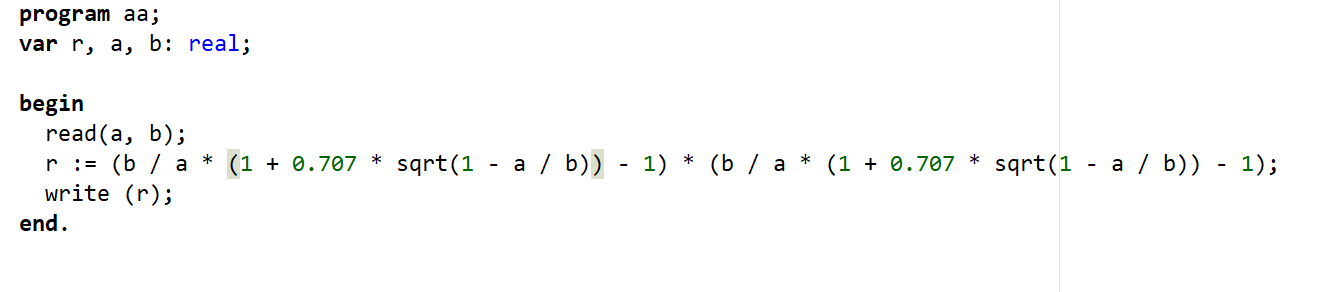 program aa;
var r, a, b: real;
begin
read(a, b);
r := (b / a * (1 + 0.707 * sqrt(1 - a / b)) - 1) * (b / a * (1 + 0.707 * sqrt(1 - a / b)) - 1);
write (r);
end.